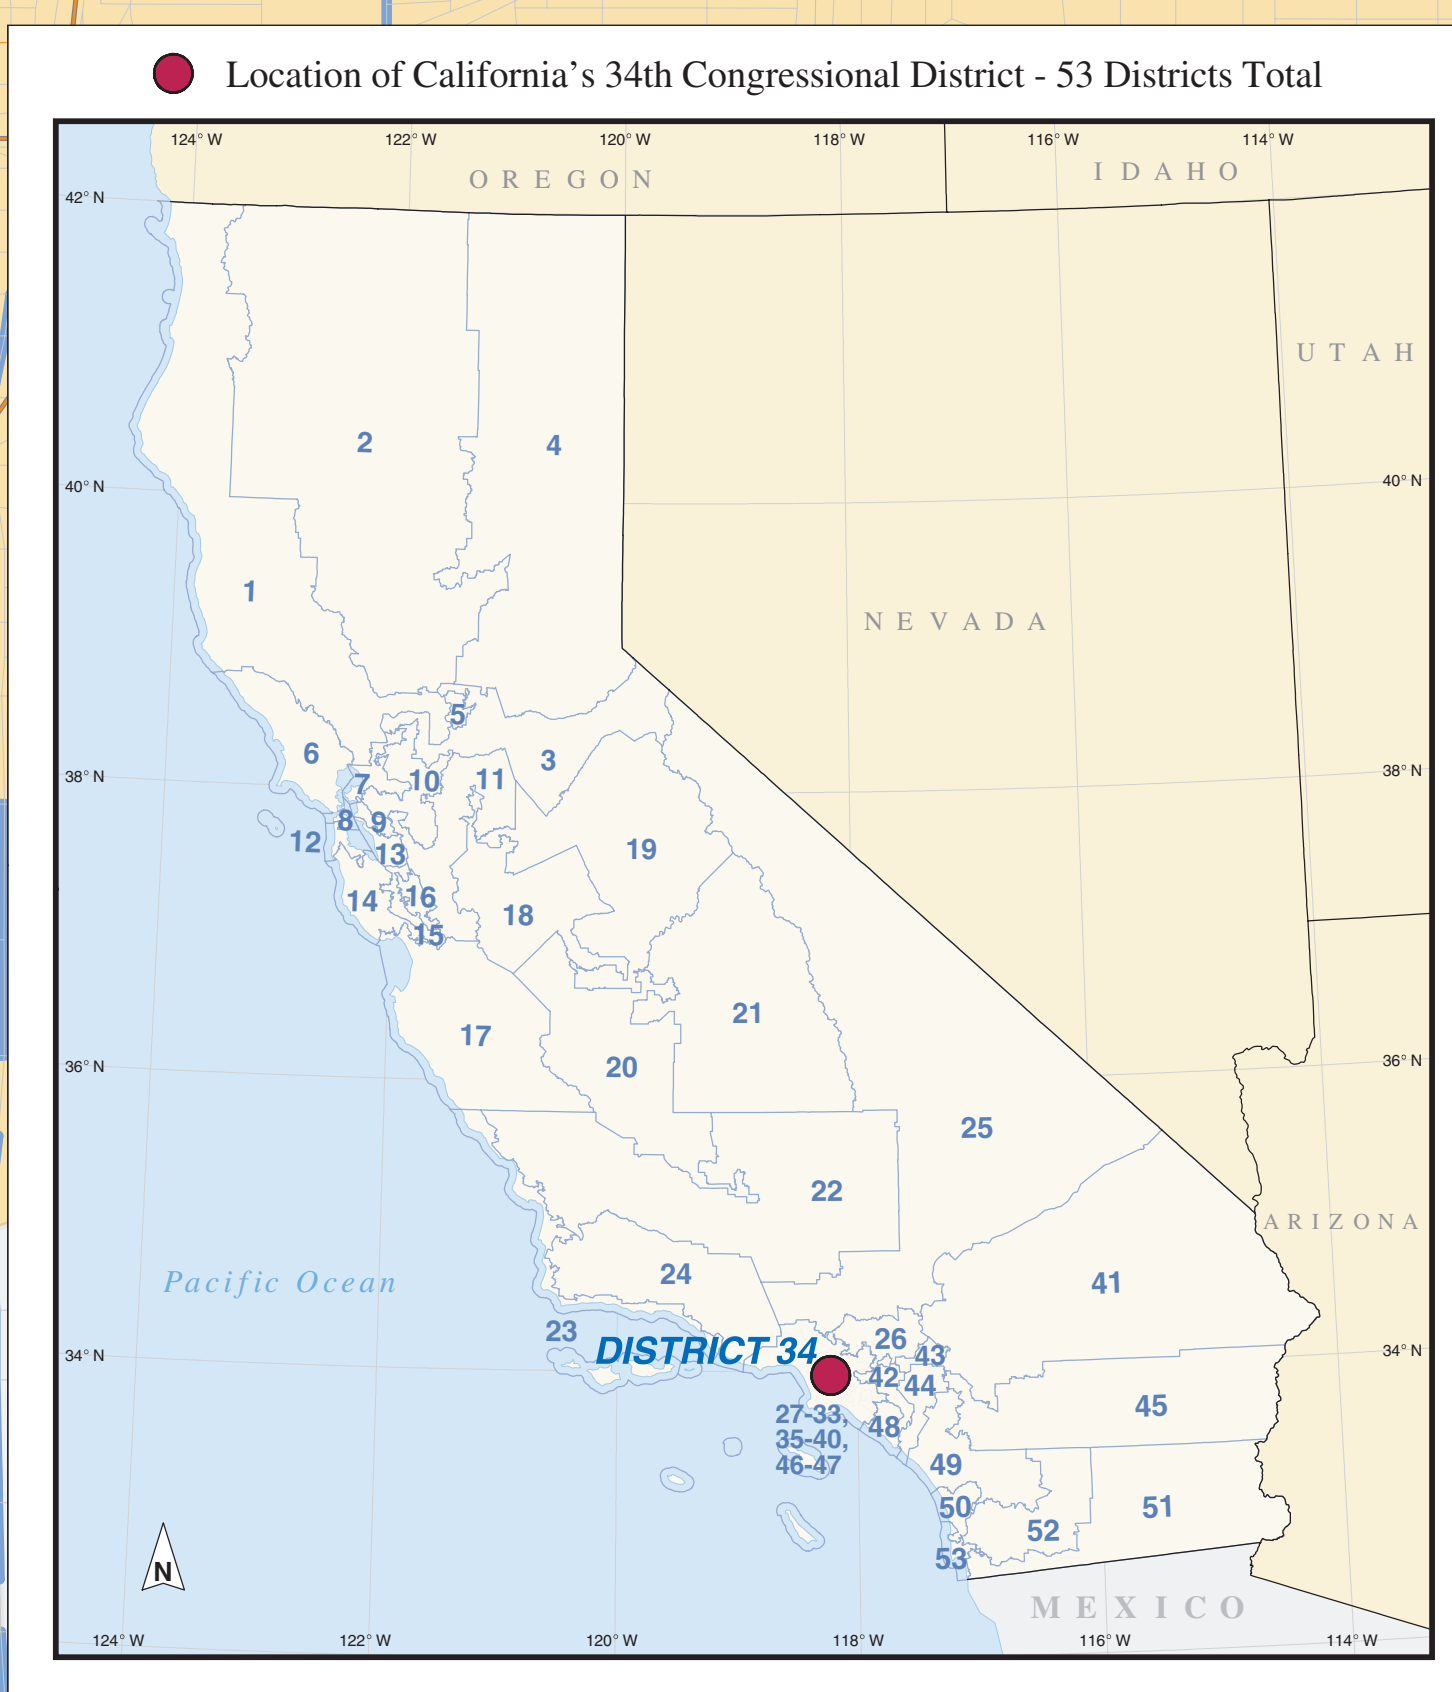 Location of California’s 34th Congressional District - 53 Districts Total
124° W 122° W 120° W 118° W 116° W 114° W
OREGON IDAHO
42° N
UTAH
2 4
40° N 40° N
1
NEVADA
5
6 3
38° N 7 10 11 38° N
8 9
12 13 19
14 16 18
15
17 21
20
36° N 36° N
25
22
ARIZONA
Pacific Ocean 24 41
23 26
DISTRICT 34 43
34° N 42 44 34° N
45
27-33,
35-40, 48
46-47 49
50 51
52
53
N
MEXICO
124° W 122° W 120° W 118° W 116° W 114° W